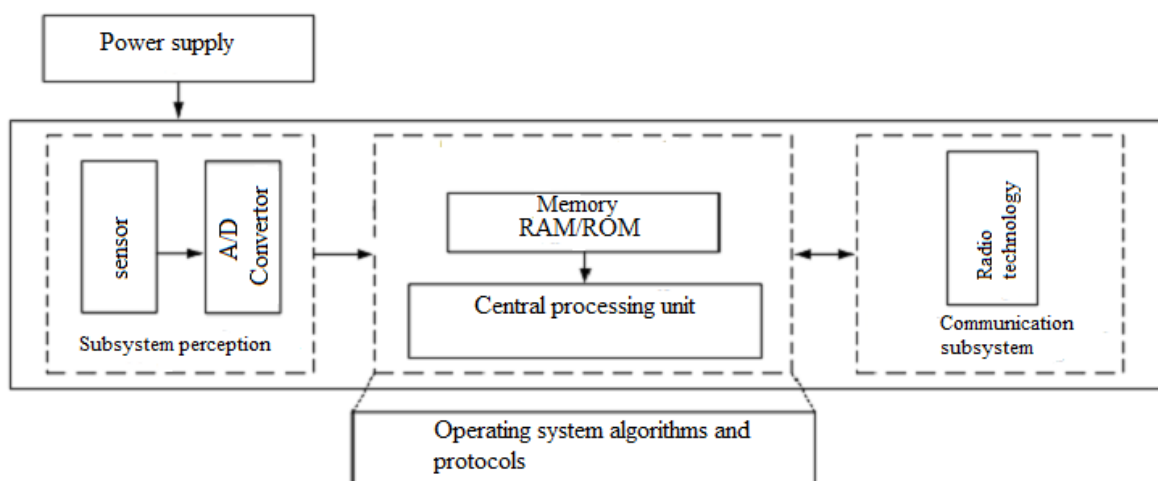 Power supply
sensor
A/D
Convertor
Subsystem perception
Memory
RAM/ROM
Central processing unit
Radio
technology
Communication
subsystem
Operating system algorithms and
protocols